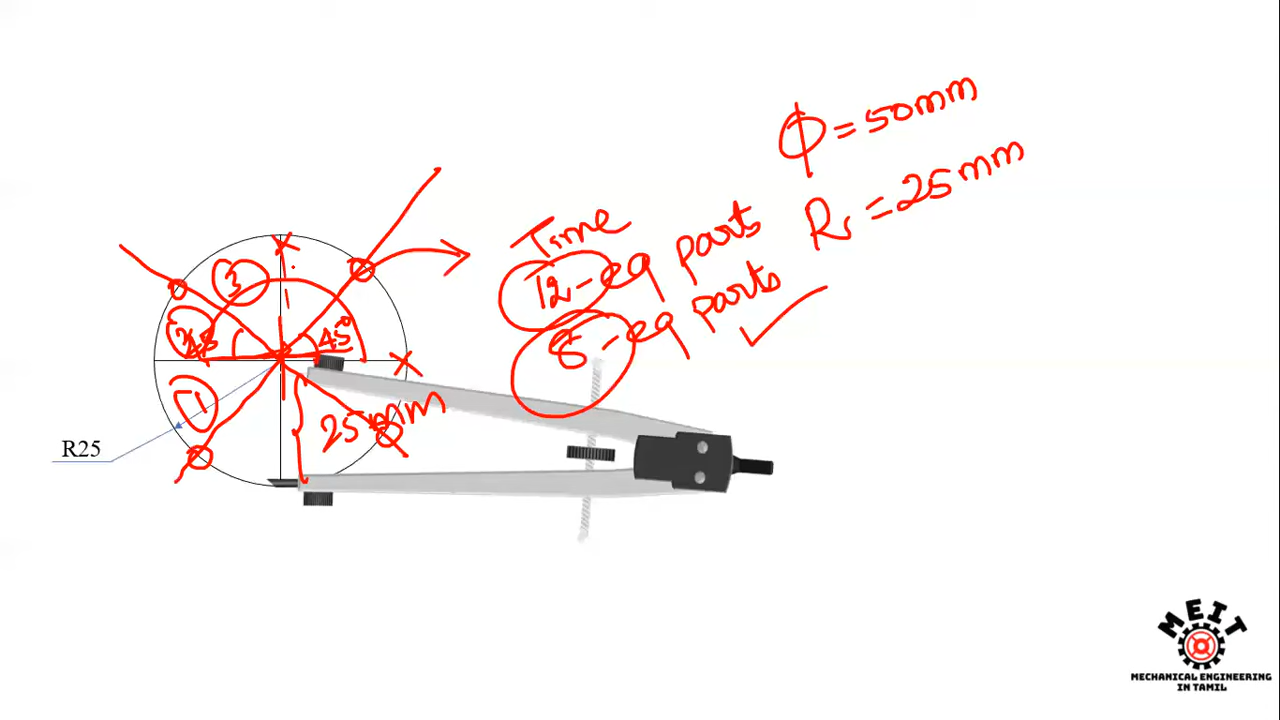 ϕ = 50mm
R = 25mm
Time
12 - eq parts
8 - eq parts
3
2
45
45°
1
25mm
R25
MEIT
MECHANICAL ENGINEERING
IN TAMIL